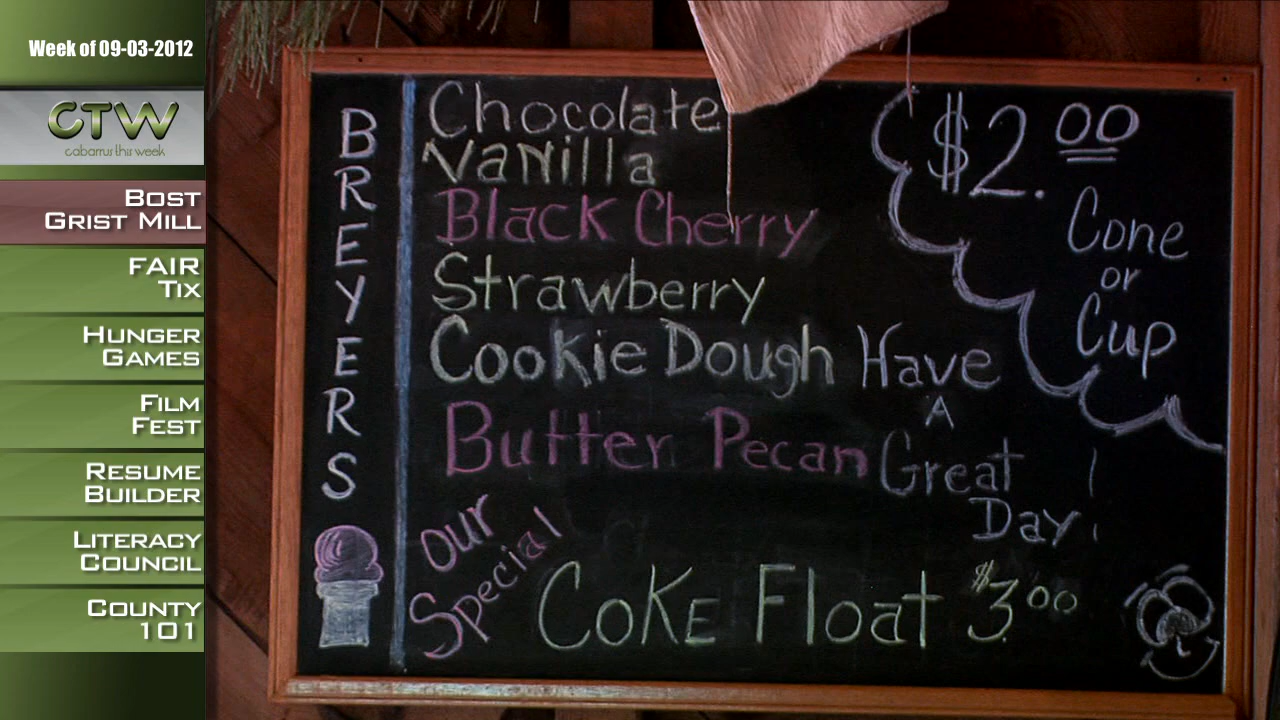 Week of 09-03-2012
CTW
cabarrus this week
BOST
GRIST MILL
FAIR
TIX
HUNGER
GAMES
FILM
FEST
RESUME
BUILDER
LITERACY
COUNCIL
COUNTY
101
BREYERS
Chocolate
Vanilla
Black Cherry
Strawberry
Cookie Dough
Butter Pecan
$2.00
Cone
or
Cup
Have
A
Great
Day!
Our
Special
COKE Float $3.00